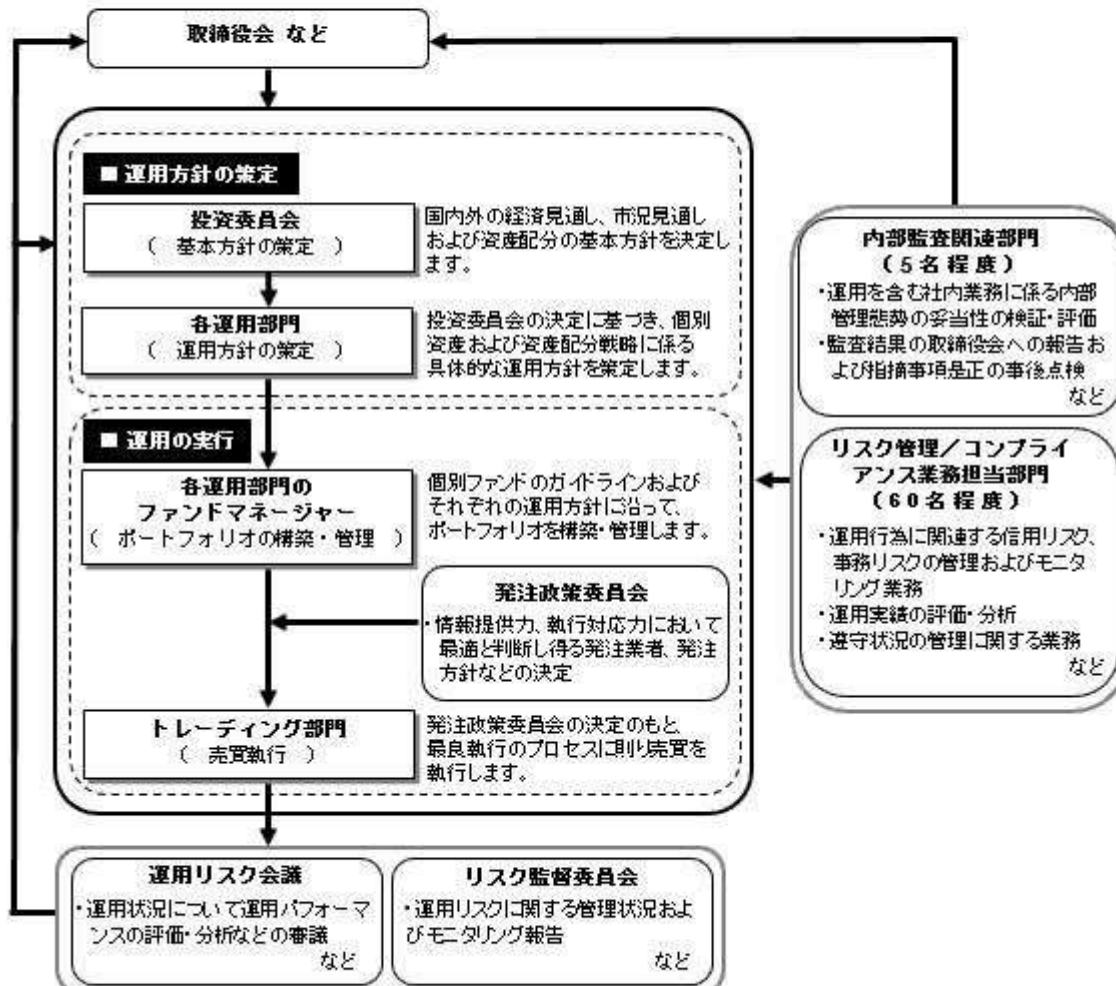 取締役会 など
■ 運用方針の策定
投資委員会
( 基本方針の策定 )
国内外の経済見通し、市況見通し
および資産配分の基本方針を決定し
ます。
各運用部門
( 運用方針の策定 )
投資委員会の決定に基づき、個別
資産および資産配分戦略に係る
具体的な運用方針を策定します。
■ 運用の実行
各運用部門の
ファンドマネージャー
( ポートフォリオの構築・管理 )
個別ファンドのガイドラインおよび
それぞれの運用方針に沿って、
ポートフォリオを構築・管理します。
発注政策委員会
・情報提供力、執行対応力において
最適と判断し得る発注業者、発注
方針などの決定
トレーディング部門
( 売買執行 )
発注政策委員会の決定のもと、
最良執行のプロセスに則り売買を
執行します。
内部監査関連部門
(5名程度)
・運用を含む社内業務に係る内部
管理態勢の妥当性の検証・評価
・監査結果の取締役会への報告お
よび指摘事項是正の事後点検
など
リスク管理/コンプライ
アンス業務担当部門
(60名程度)
・運用行為に関連する信用リスク、
事務リスクの管理およびモニタ
リング業務
・運用実績の評価・分析
・遵守状況の管理に関する業務
など
運用リスク会議
・運用状況について運用パフォーマ
ンスの評価・分析などの審議
など
リスク監督委員会
・運用リスクに関する管理状況およ
びモニタリング報告
など